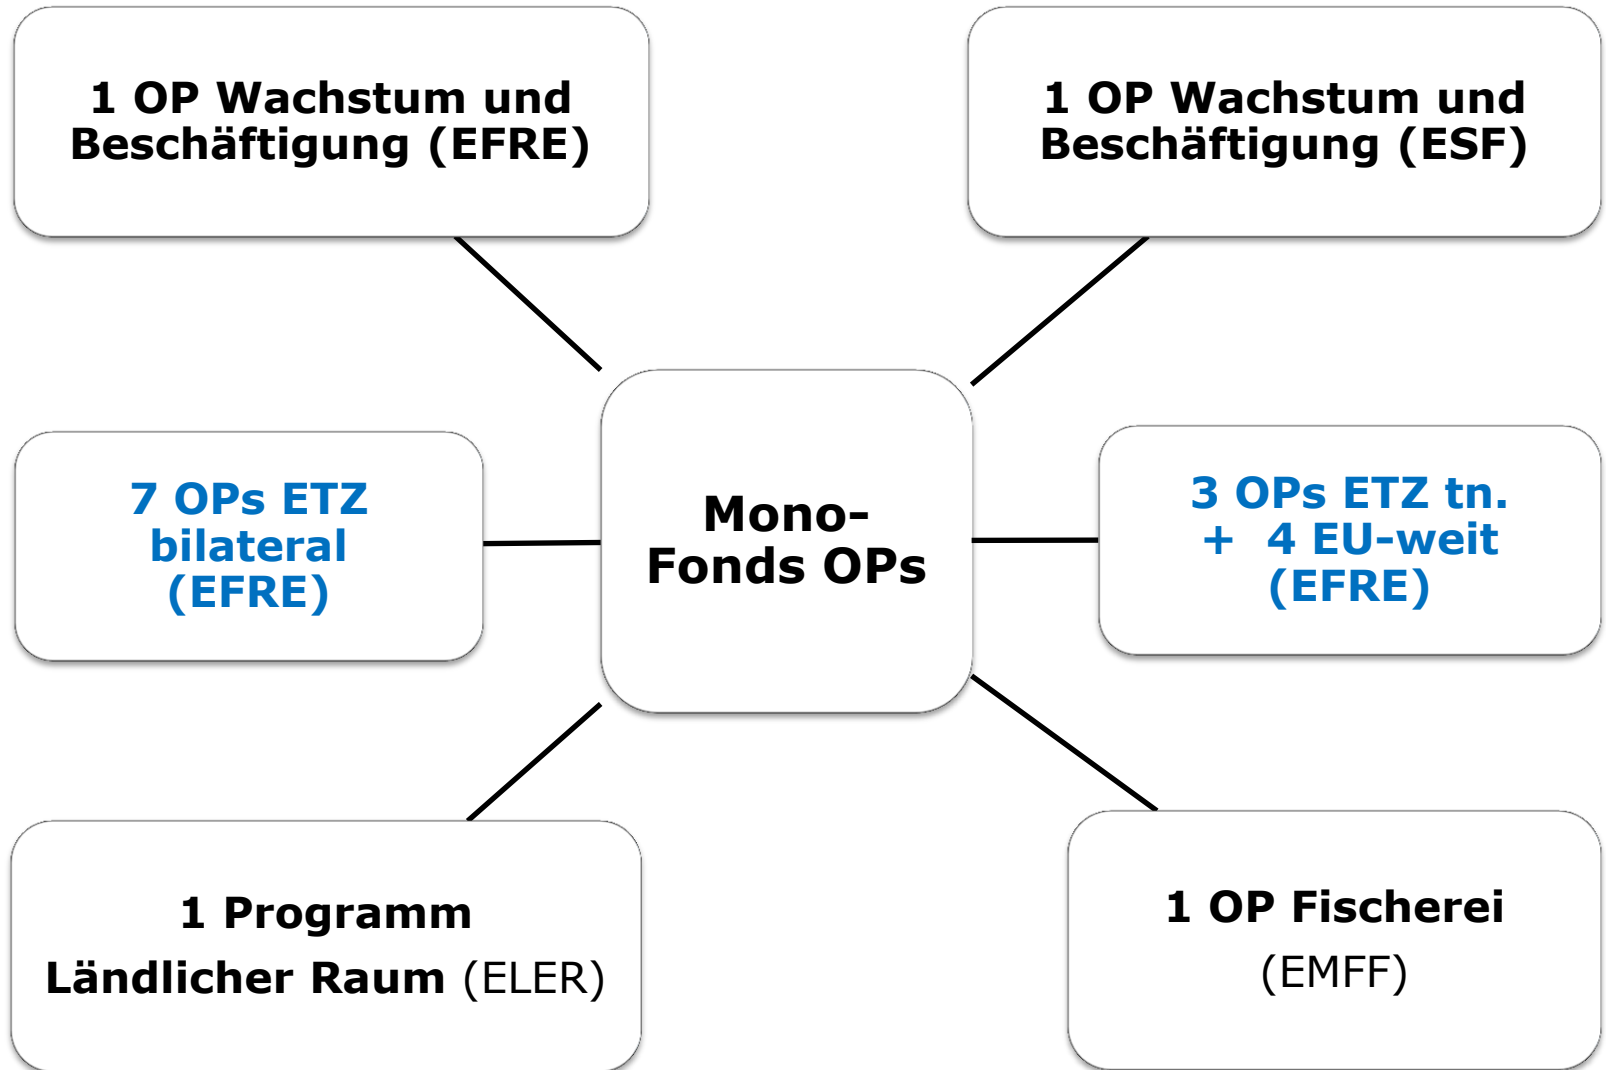 1 OP Wachstum und
Beschäftigung (EFRE)
1 OP Wachstum und
Beschäftigung (ESF)
7 OPs ETZ
bilateral
(EFRE)
Mono-
Fonds OPs
3 OPs ETZ tn.
+ 4 EU-weit
(EFRE)
1 Programm
Ländlicher Raum (ELER)
1 OP Fischerei
(EMFF)